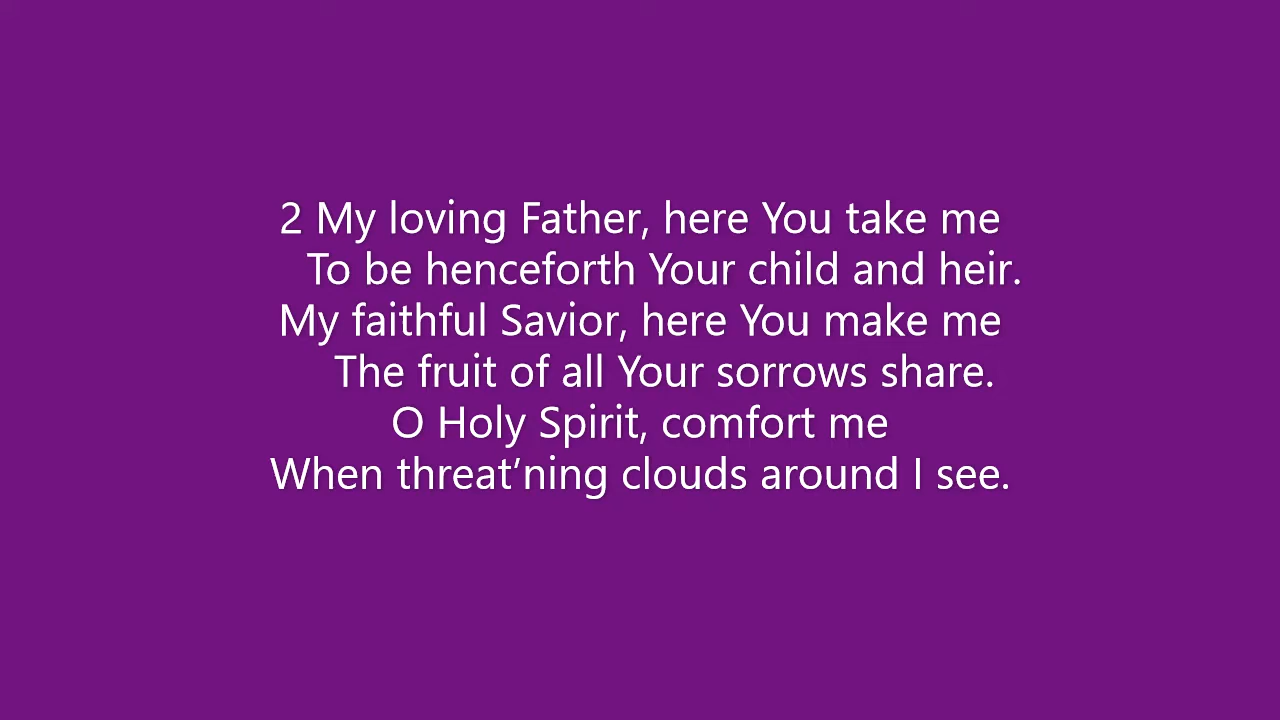 2 My loving Father, here You take me
To be henceforth Your child and heir.
My faithful Savior, here You make me
The fruit of all Your sorrows share.
O Holy Spirit, comfort me
When threat’ning clouds around I see.